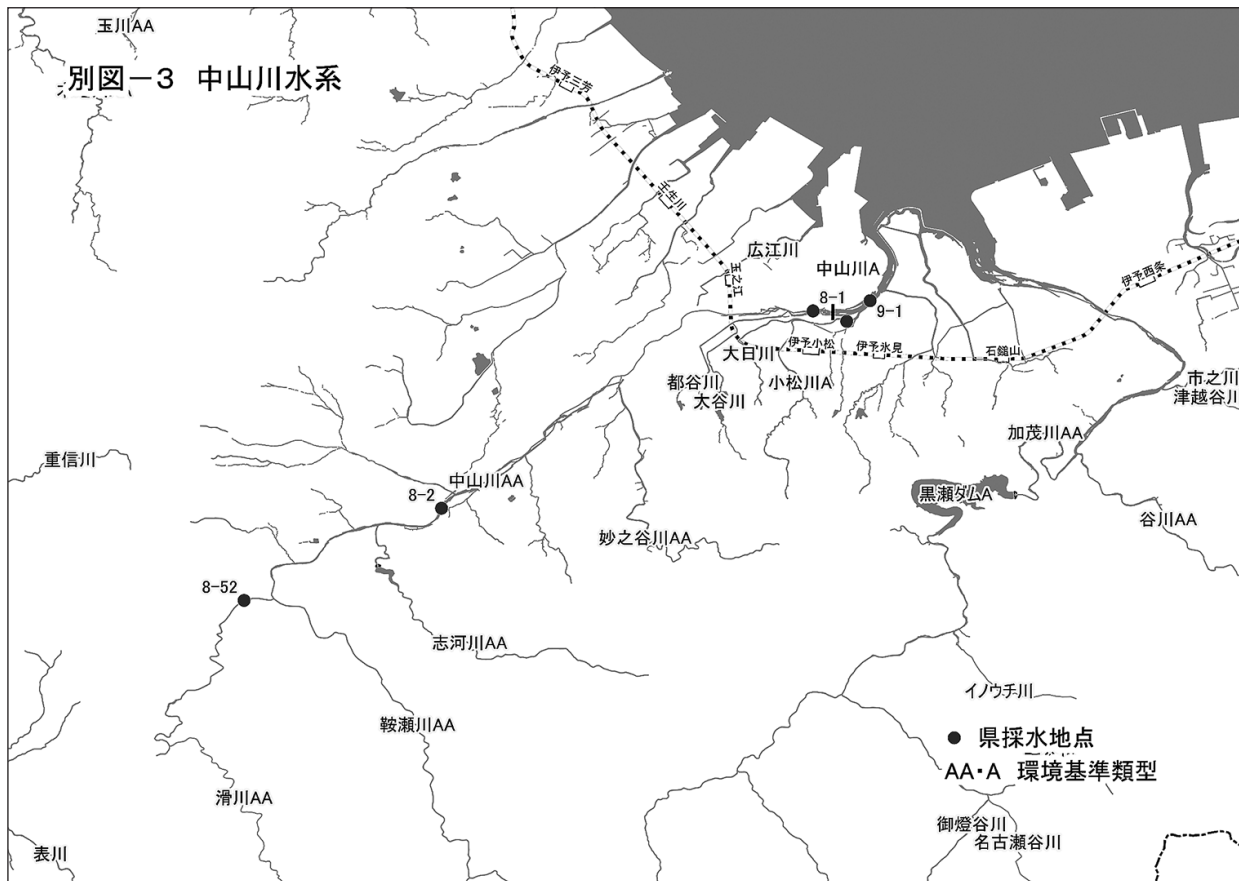 玉川AA
別図－3 中山川水系
伊予三芳
壬生川
玉之江
広江川
中山川A
8-1
9-1
伊予西条
大日川
伊予小松
伊予氷見
石鎚山
都谷川
大谷川
小松川A
市之川
津越谷川
加茂川AA
重信川
中山川AA
8-2
黒瀬ダムA
谷川AA
妙之谷川AA
8-52
志河川AA
イノウチ川
鞍瀬川AA
● 県採水地点
AA・A 環境基準類型
滑川AA
御燈谷川
名古瀬谷川
表川